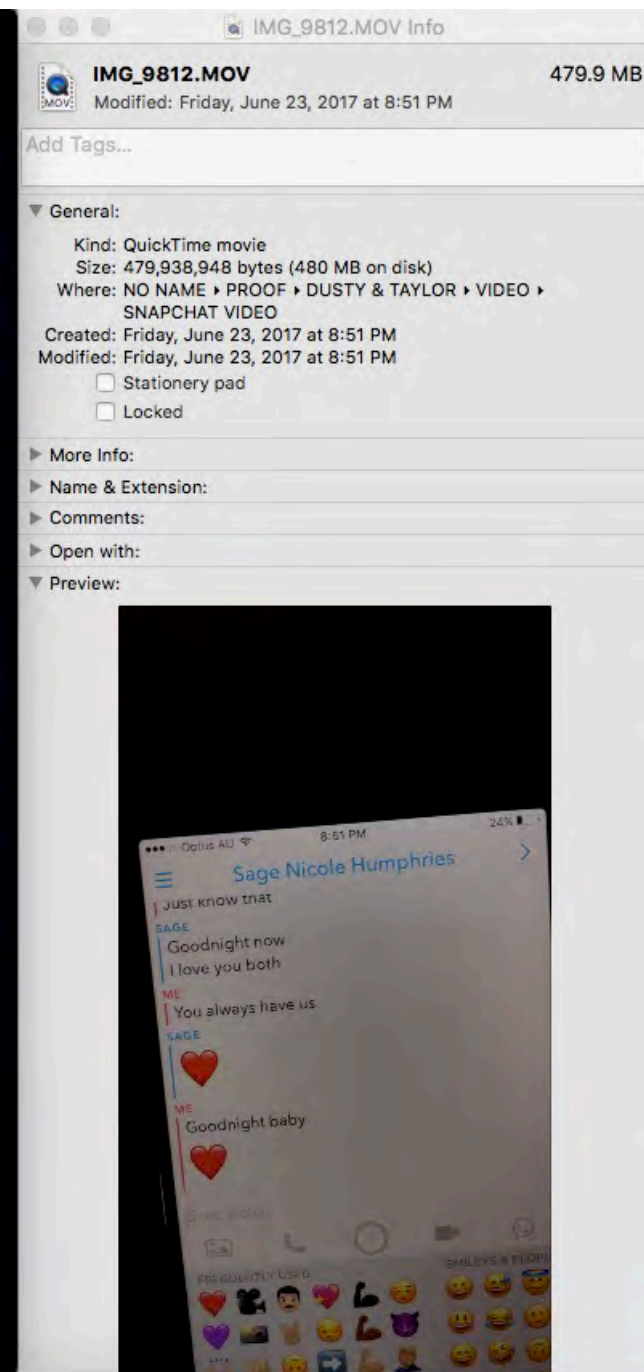 IMG_9812.MOV Info
IMG_9812.MOV
479.9 MB
Modified: Friday, June 23, 2017 at 8:51 PM
MOV
Add Tags...
General:
Kind: QuickTime movie
Size: 479,938,948 bytes (480 MB on disk)
Where: NO NAME ▸ PROOF ▸ DUSTY & TAYLOR ▸ VIDEO ▸
SNAPCHAT VIDEO
Created: Friday, June 23, 2017 at 8:51 PM
Modified: Friday, June 23, 2017 at 8:51 PM
Stationery pad
Locked
More Info:
Name & Extension:
Comments:
Open with:
Preview:
Optus AU
8:51 PM
24%
Sage Nicole Humphries
Just know that
SAGE
Goodnight now
I love you both
ME
You always have us
SAGE
❤️
ME
Goodnight baby
❤️
FREQUENTLY USED
SMILEYS & PEOPL